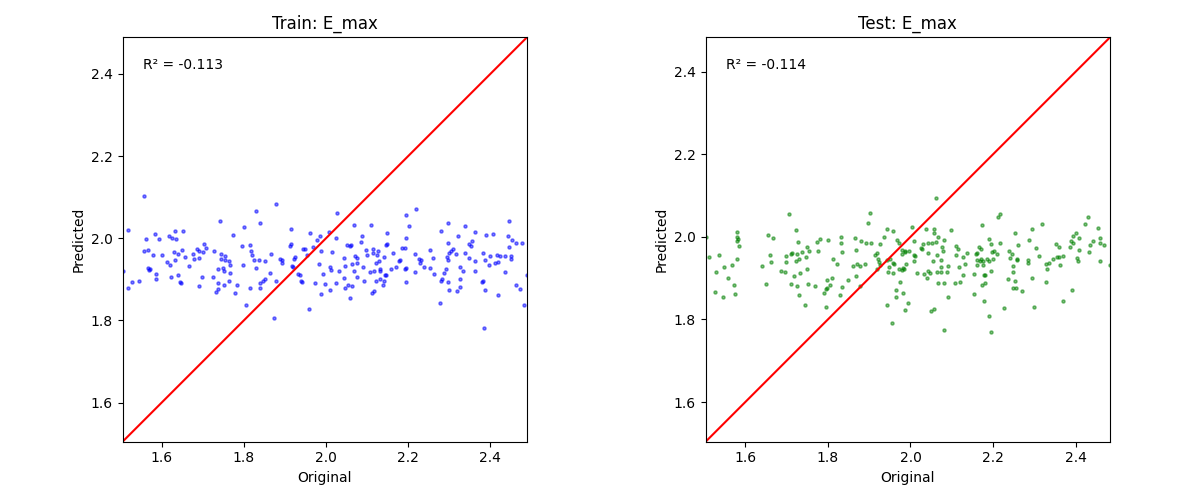 Train: E_max
R² = -0.113
2.4
2.2
2.0
1.8
1.6
Predicted
1.6 1.8 2.0 2.2 2.4
Original
Test: E_max
R² = -0.114
2.4
2.2
2.0
1.8
1.6
Predicted
1.6 1.8 2.0 2.2 2.4
Original